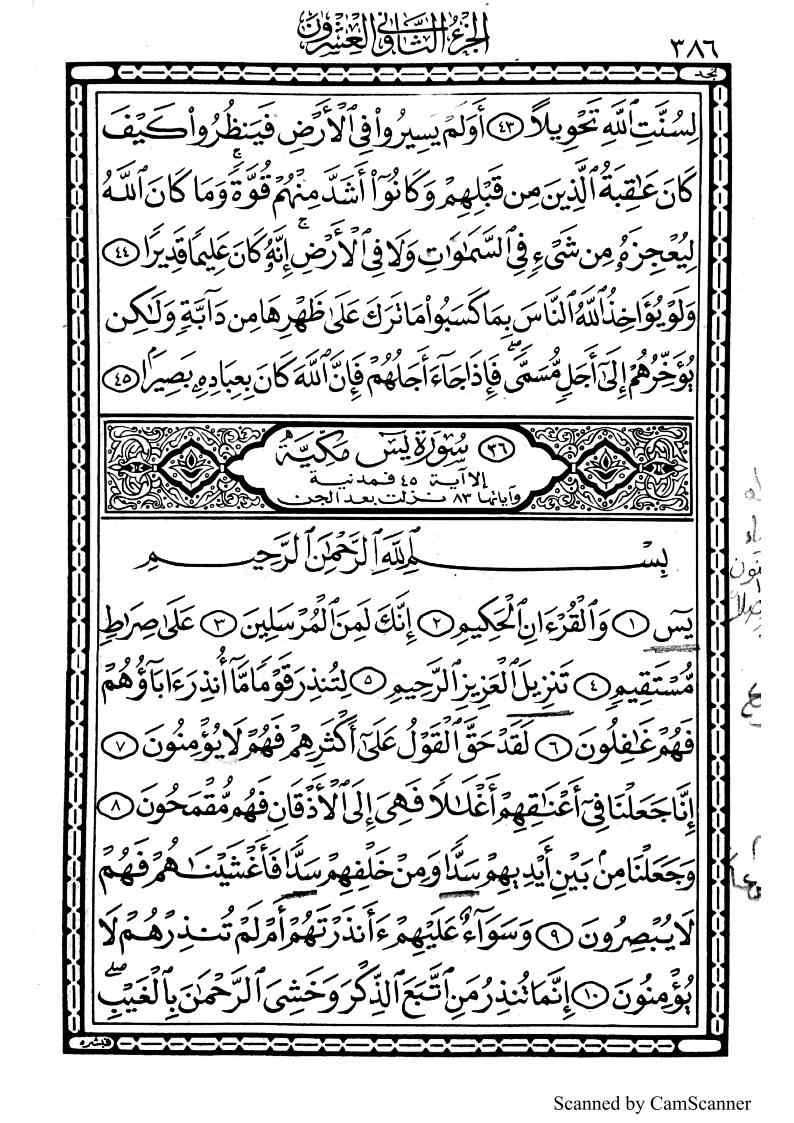 الجزء الثاني العشرون
٣٨٦
تجد
لِسُنَّتِ ٱللَّهِ تَحْوِيلًا ٤٣ أَوَلَمْ يَسِيرُوا۟ فِى ٱلْأَرْضِ فَيَنظُرُوا۟ كَيْفَ
كَانَ عَـٰقِبَةُ ٱلَّذِينَ مِن قَبْلِهِمْ وَكَانُوٓا۟ أَشَدَّ مِنْهُمْ قُوَّةً ۚ وَمَا كَانَ ٱللَّهُ
لِيُعْجِزَهُۥ مِن شَىْءٍ فِى ٱلسَّمَـٰوَٰتِ وَلَا فِى ٱلْأَرْضِ ۚ إِنَّهُۥ كَانَ عَلِيمًا قَدِيرًا ٤٤
وَلَوْ يُؤَاخِذُ ٱللَّهُ ٱلنَّاسَ بِمَا كَسَبُوا۟ مَا تَرَكَ عَلَىٰ ظَهْرِهَا مِن دَآبَّةٍ وَلَـٰكِن
يُؤَخِّرُهُمْ إِلَىٰٓ أَجَلٍ مُّسَمًّى ۖ فَإِذَا جَآءَ أَجَلُهُمْ فَإِنَّ ٱللَّهَ كَانَ بِعِبَادِهِۦ بَصِيرًۢا ٤٥
٣٦ سُورَةُ يسٓ مَكِّيَّةٌ
إلا آية ٤٥ فمدنية
وآياتها ٨٣ نزلت بعد الجن
بِسْمِ ٱللَّهِ ٱلرَّحْمَـٰنِ ٱلرَّحِيمِ
يسٓ ١ وَٱلْقُرْءَانِ ٱلْحَكِيمِ ٢ إِنَّكَ لَمِنَ ٱلْمُرْسَلِينَ ٣ عَلَىٰ صِرَٰطٍ
مُّسْتَقِيمٍ ٤ تَنزِيلَ ٱلْعَزِيزِ ٱلرَّحِيمِ ٥ لِتُنذِرَ قَوْمًا مَّآ أُنذِرَ ءَابَآؤُهُمْ
فَهُمْ غَـٰفِلُونَ ٦ لَقَدْ حَقَّ ٱلْقَوْلُ عَلَىٰٓ أَكْثَرِهِمْ فَهُمْ لَا يُؤْمِنُونَ ٧
إِنَّا جَعَلْنَا فِىٓ أَعْنَـٰقِهِمْ أَغْلَـٰلًا فَهِىَ إِلَى ٱلْأَذْقَانِ فَهُم مُّقْمَحُونَ ٨
وَجَعَلْنَا مِنۢ بَيْنِ أَيْدِيهِمْ سَدًّا وَمِنْ خَلْفِهِمْ سَدًّا فَأَغْشَيْنَـٰهُمْ فَهُمْ
لَا يُبْصِرُونَ ٩ وَسَوَآءٌ عَلَيْهِمْ ءَأَنذَرْتَهُمْ أَمْ لَمْ تُنذِرْهُمْ لَا
يُؤْمِنُونَ ١٠ إِنَّمَا تُنذِرُ مَنِ ٱتَّبَعَ ٱلذِّكْرَ وَخَشِىَ ٱلرَّحْمَـٰنَ بِٱلْغَيْبِ ۖ
فبشره
Scanned by CamScanner